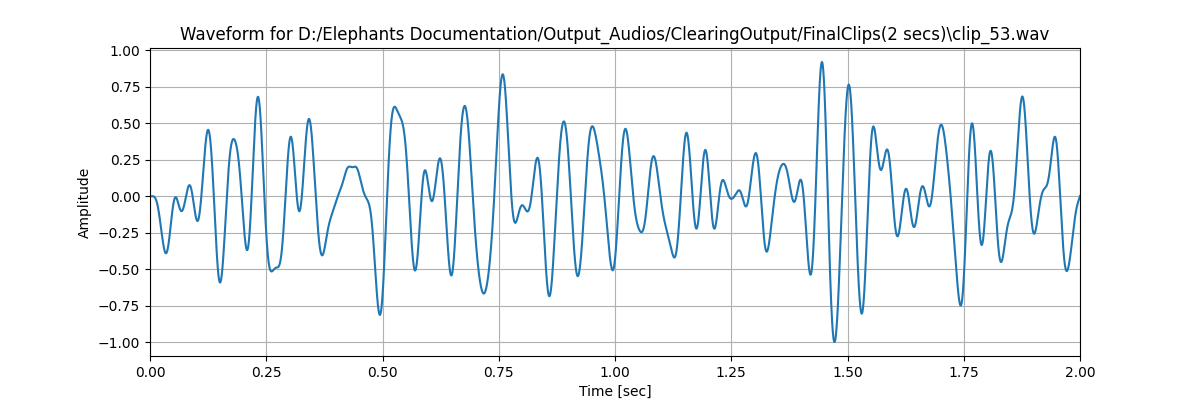 Waveform for D:/Elephants Documentation/Output_Audios/ClearingOutput/FinalClips(2 secs)\clip_53.wav
1.00
0.75
0.50
0.25
0.00
−0.25
−0.50
−0.75
−1.00
Amplitude
0.00 0.25 0.50 0.75 1.00 1.25 1.50 1.75 2.00
Time [sec]